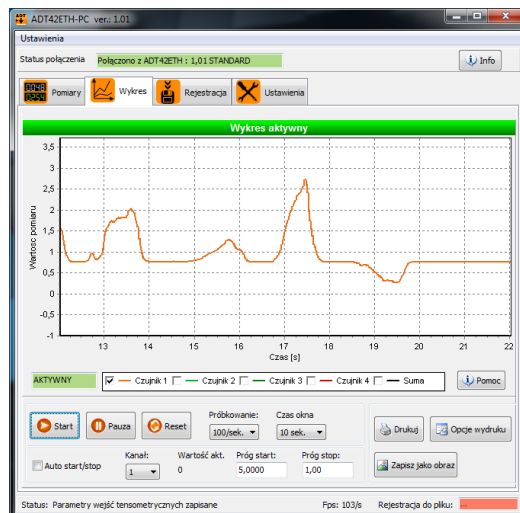 ADT42ETH-PC ver.: 1.01
Ustawienia
Status połączenia Połączono z ADT42ETH : 1,01 STANDARD Info
Pomiary Wykres Rejestracja Ustawienia
Wykres aktywny
3,5
3
2,5
2
1,5
1
0,5
0
-0,5
-1
Wartosc pomiaru
13 14 15 16 17 18 19 20 21 22
Czas [s]
AKTYWNY Czujnik 1 Czujnik 2 Czujnik 3 Czujnik 4 Suma Pomoc
Start Pauza Reset Próbkowanie: Czas okna Drukuj Opcje wydruku
100/sek. 10 sek.
Auto start/stop Kanał: Wartość akt. Próg start: Próg stop: Zapisz jako obraz
1 0 5,0000 1,00
Status: Parametry wejść tensometrycznych zapisane Fps: 103/s Rejestracja do pliku: ...